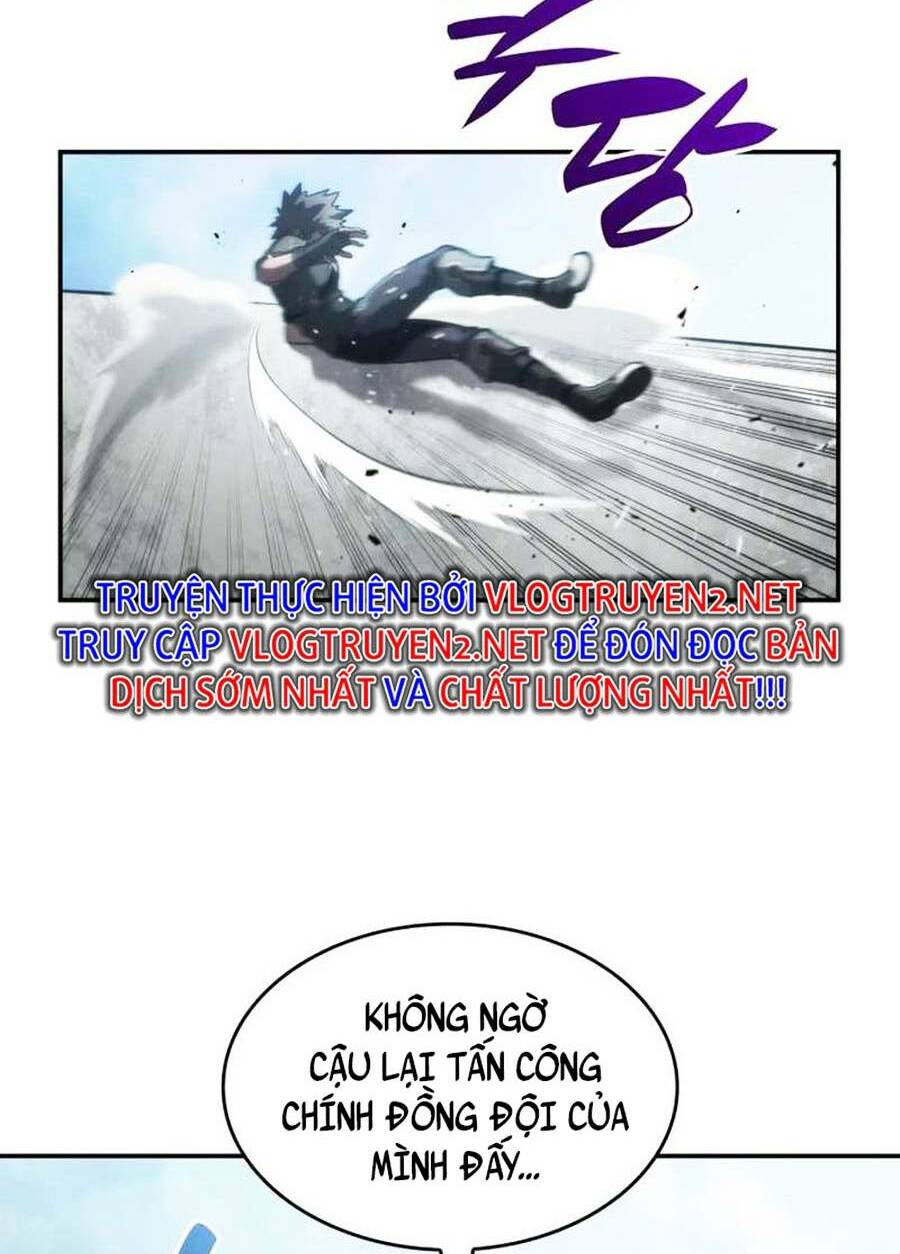 쿠당
TRUYỆN THỰC HIỆN BỞI VLOGTRUYEN2.NET
TRUY CẬP VLOGTRUYEN2.NET ĐỂ ĐÓN ĐỌC BẢN
DỊCH SỚM NHẤT VÀ CHẤT LƯỢNG NHẤT!!!
KHÔNG NGỜ
CẬU LẠI TẤN CÔNG
CHÍNH ĐỒNG ĐỘI CỦA
MÌNH ĐẤY...